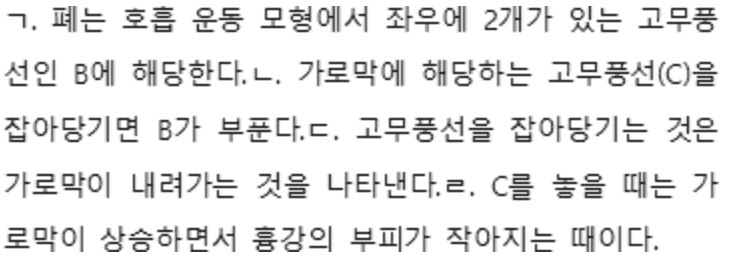 ㄱ. 폐는 호흡 운동 모형에서 좌우에 2개가 있는 고무풍
선인 B에 해당한다.ㄴ. 가로막에 해당하는 고무풍선(C)을
잡아당기면 B가 부푼다.ㄷ. 고무풍선을 잡아당기는 것은
가로막이 내려가는 것을 나타낸다.ㄹ. C를 놓을 때는 가
로막이 상승하면서 흉강의 부피가 작아지는 때이다.